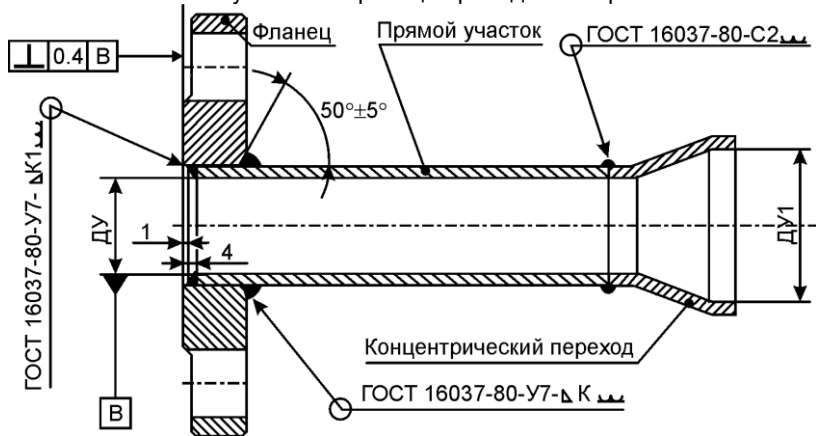 Фланец
Прямой участок
ГОСТ 16037-80-С2
⊥ 0.4 В
50°±5°
ГОСТ 16037-80-У7-⊿К1
ДУ
1
4
ДУ1
Концентрический переход
ГОСТ 16037-80-У7-⊿ К
В